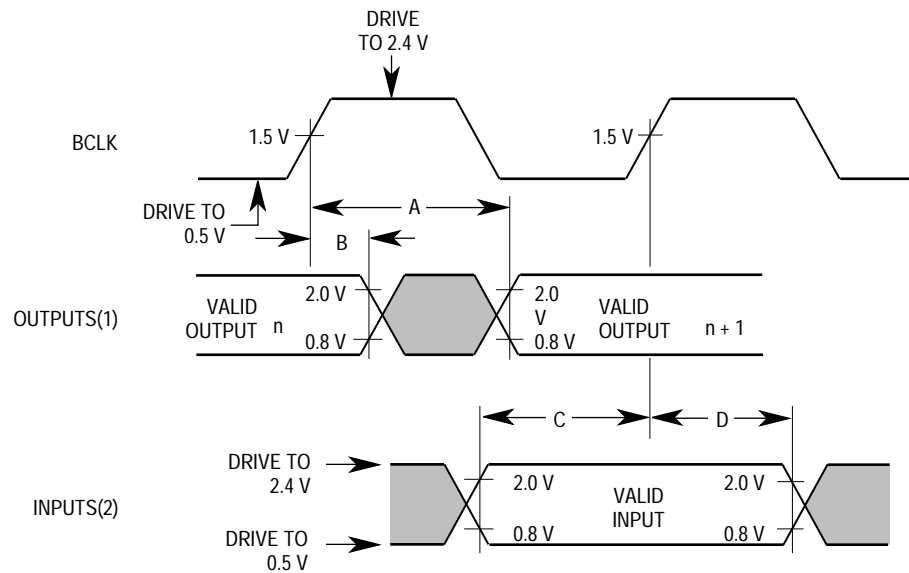 DRIVE
TO 2.4 V
BCLK
1.5 V
1.5 V
DRIVE TO
0.5 V
A
B
OUTPUTS(1)
VALID
OUTPUT n
2.0 V
0.8 V
2.0
V
0.8 V
VALID
OUTPUT n + 1
C
D
INPUTS(2)
DRIVE TO
2.4 V
DRIVE TO
0.5 V
2.0 V
0.8 V
VALID
INPUT
2.0 V
0.8 V